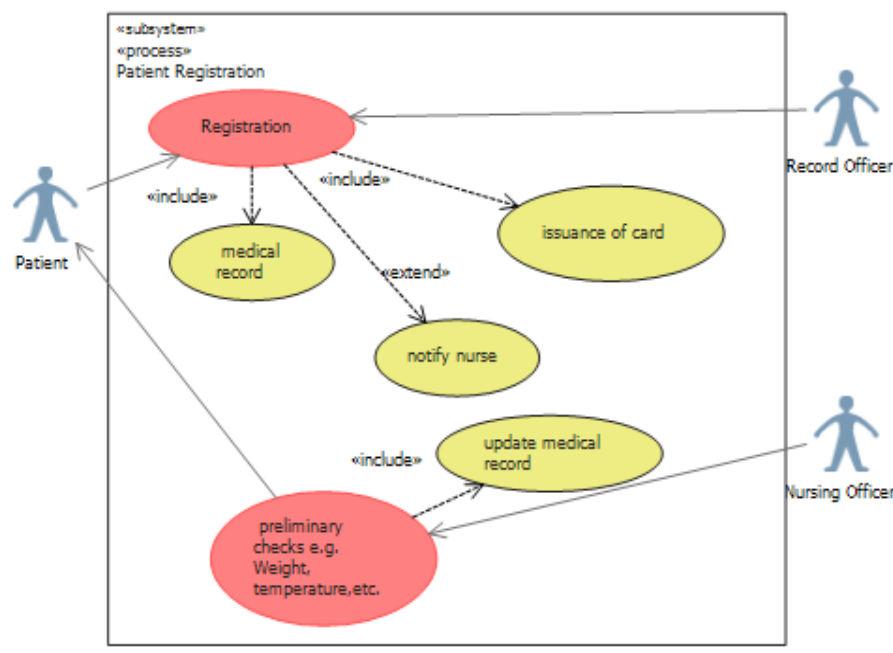 «subsystem»
«process»
Patient Registration
Registration
Record Officer
«include»
«include»
medical
record
issuance of card
Patient
«extend»
notify nurse
update medical
record
«include»
Nursing Officer
preliminary
checks e.g.
Weight,
temperature,etc.